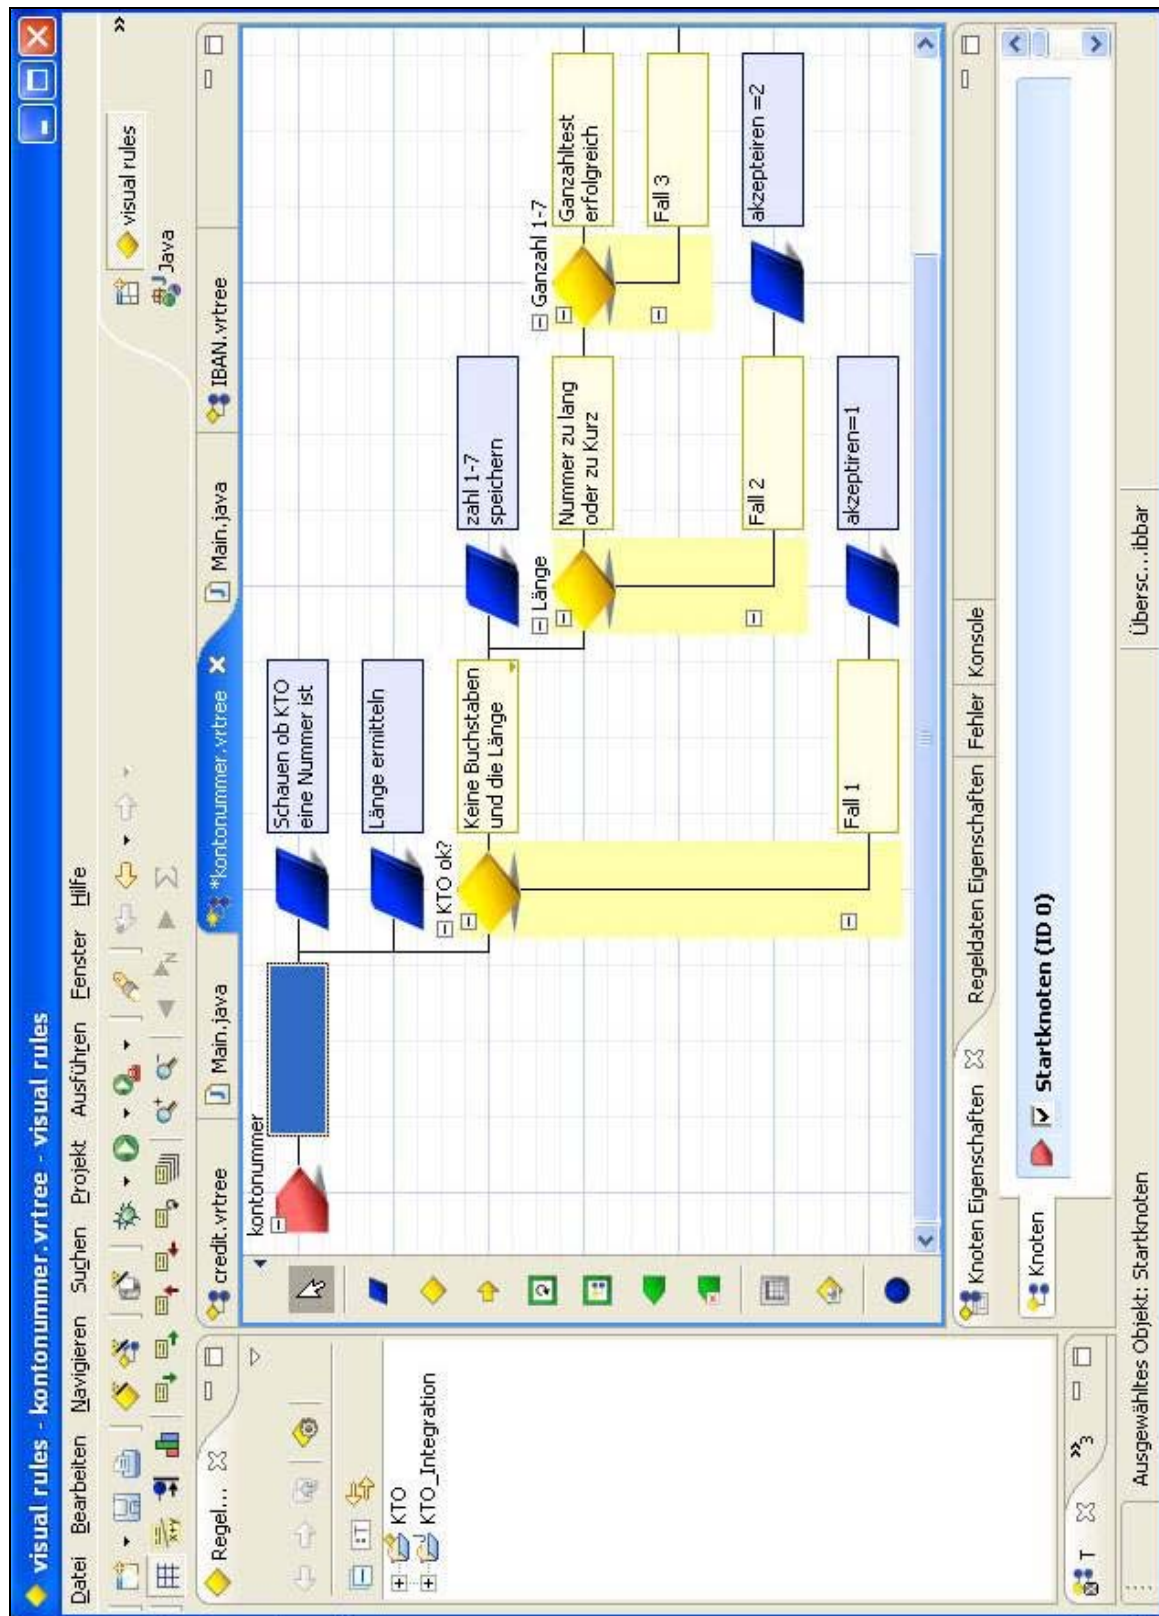 visual rules - kontonummer.vrtree - visual rules
Datei Bearbeiten Navigieren Suchen Projekt Ausführen Fenster Hilfe
x+y
N
Σ
»
visual rules
Java
Regel...
:T
KTO
KTO_Integration
T
»3
credit.vrtree
Main.java
*kontonummer.vrtree
Main.java
IBAN.vrtree
kontonummer
Schauen ob KTO
eine Nummer ist
Länge ermitteln
KTO ok?
Keine Buchstaben
und die Länge
zahl 1-7
speichern
Länge
Nummer zu lang
oder zu Kurz
Ganzahl 1-7
Ganzahltest
erfolgreich
Fall 3
Fall 2
akzepteiren =2
Fall 1
akzeptiren=1
Knoten Eigenschaften
Regeldaten Eigenschaften
Fehler
Konsole
Knoten
Startknoten (ID 0)
Ausgewähltes Objekt: Startknoten
Übersc...ibbar